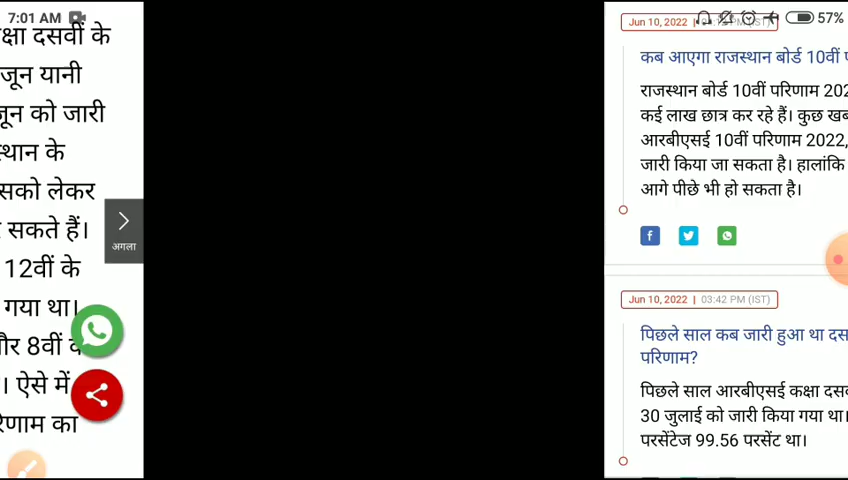 7:01 AM
क्षा दसवीं के
जून यानी
जून को जारी
स्थान के
सको लेकर
सकते हैं।
12वीं के
गया था।
और 8वीं
। ऐसे में
रिणाम का
अगला
57%
Jun 10, 2022 |
कब आएगा राजस्थान बोर्ड 10वीं
राजस्थान बोर्ड 10वीं परिणाम 202
कई लाख छात्र कर रहे हैं। कुछ खब
आरबीएसई 10वीं परिणाम 2022,
जारी किया जा सकता है। हालांकि
आगे पीछे भी हो सकता है।
Jun 10, 2022 | 03:42 PM (IST)
पिछले साल कब जारी हुआ था दस
परिणाम?
पिछले साल आरबीएसई कक्षा दस
30 जुलाई को जारी किया गया था।
परसेंटेज 99.56 परसेंट था।